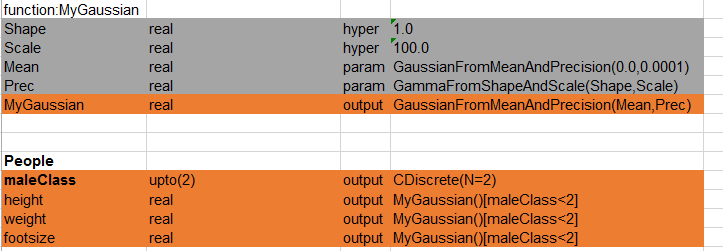 function:MyGaussian
Shape real hyper 1.0
Scale real hyper 100.0
Mean real param GaussianFromMeanAndPrecision(0.0,0.0001)
Prec real param GammaFromShapeAndScale(Shape,Scale)
MyGaussian real output GaussianFromMeanAndPrecision(Mean,Prec)
People
maleClass upto(2) output CDiscrete(N=2)
height real output MyGaussian()[maleClass<2]
weight real output MyGaussian()[maleClass<2]
footsize real output MyGaussian()[maleClass<2]